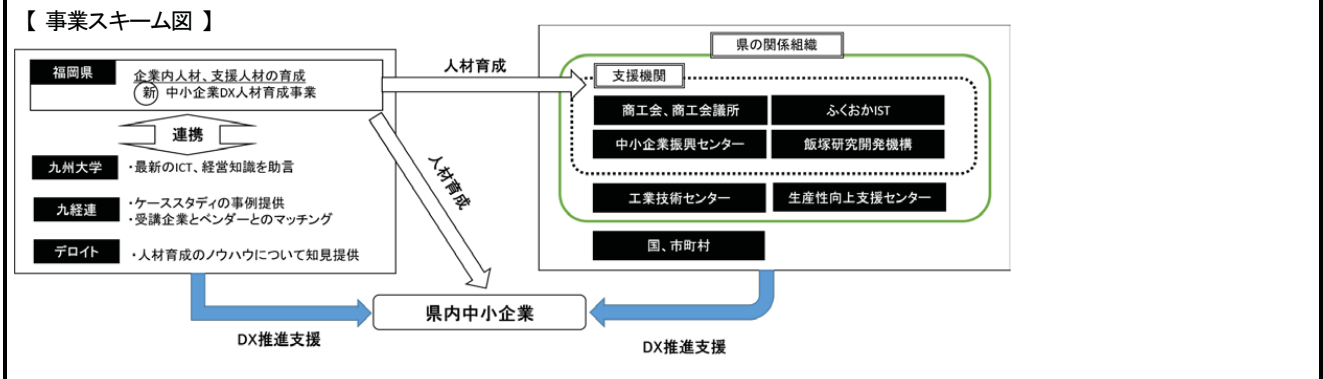 【 事業スキーム図 】
福岡県
企業内人材、支援人材の育成
新 中小企業DX人材育成事業
連携
九州大学
・最新のICT、経営知識を助言
九経連
・ケーススタディの事例提供
・受講企業とベンダーとのマッチング
デロイト
・人材育成のノウハウについて知見提供
人材育成
人材育成
県の関係組織
支援機関
商工会、商工会議所
ふくおかIST
中小企業振興センター
飯塚研究開発機構
工業技術センター
生産性向上支援センター
国、市町村
県内中小企業
DX推進支援
DX推進支援